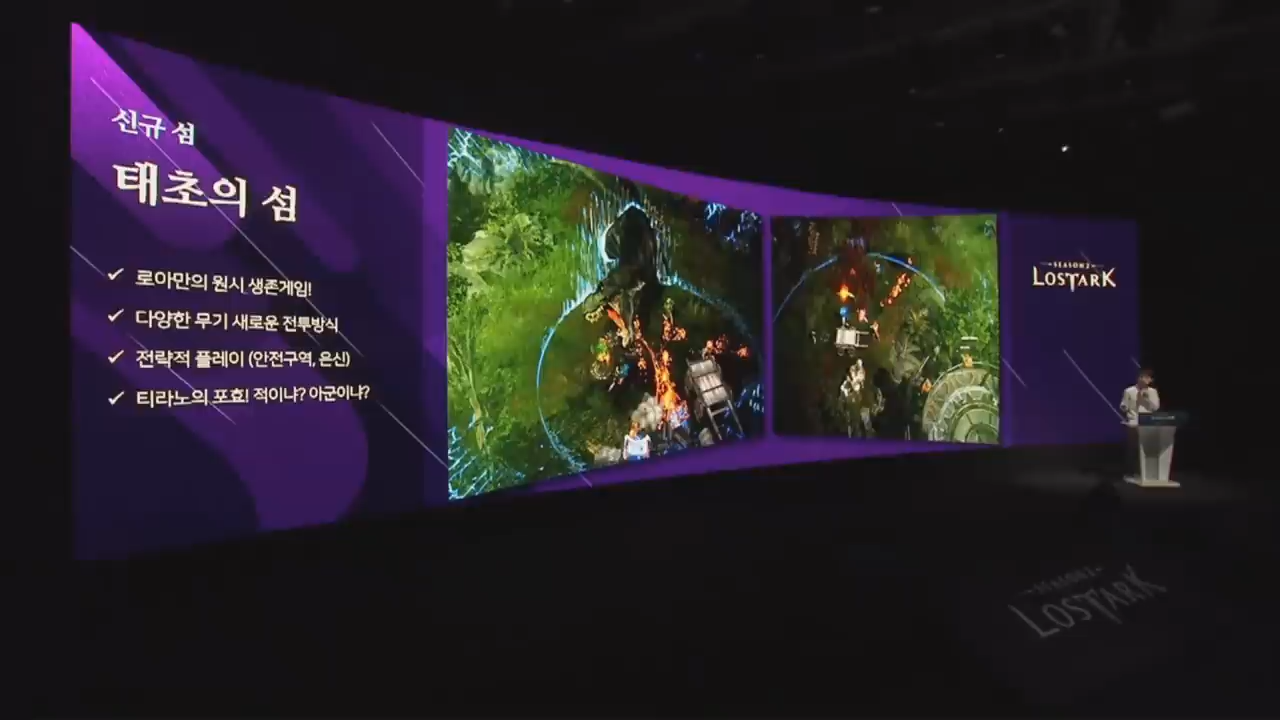 신규 섬
태초의 섬
✓ 로아만의 원시 생존게임!
✓ 다양한 무기 새로운 전투방식
✓ 전략적 플레이 (안전구역, 은신)
✓ 티라노의 포효! 적이냐? 아군이냐?
SEASON 2
LOSTARK
SEASON 2
LOSTARK